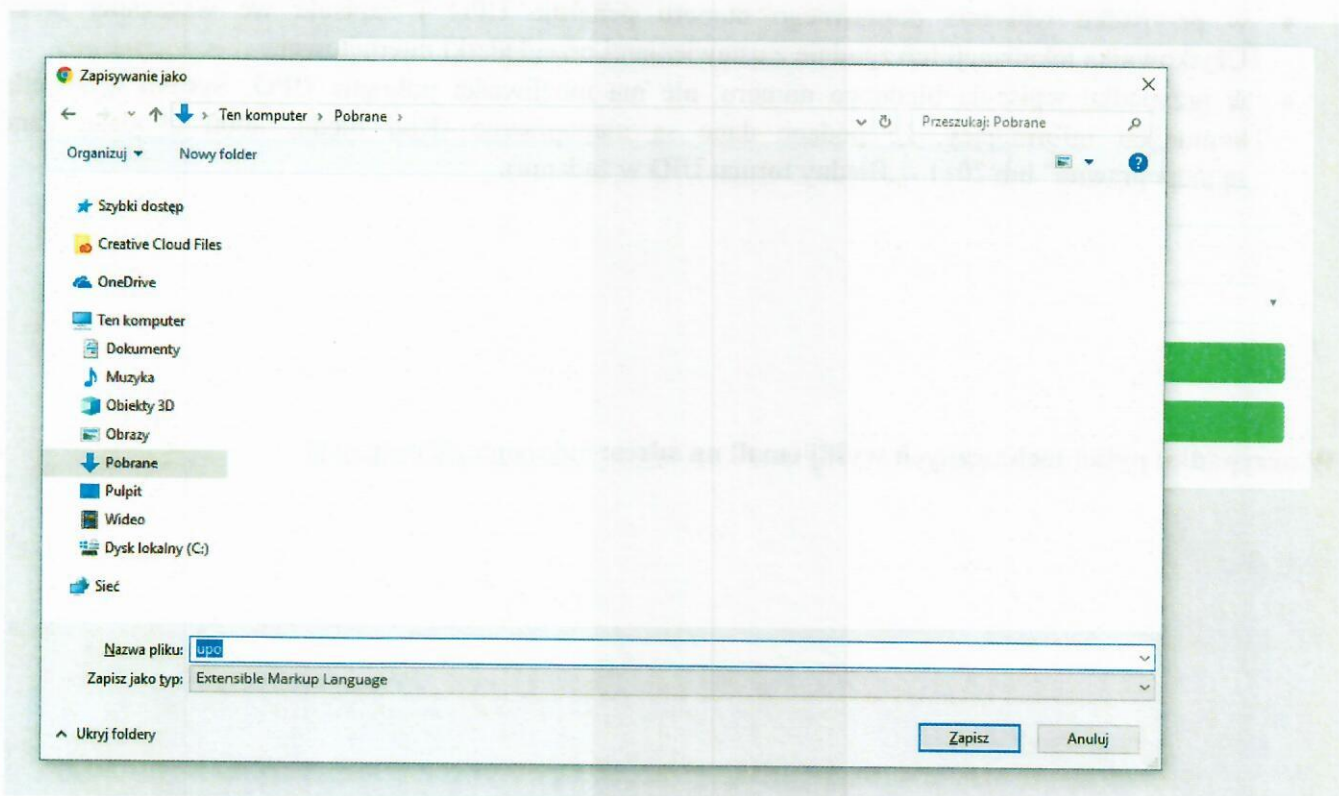 Zapisywanie jako
Ten komputer › Pobrane ›
Przeszukaj: Pobrane
Organizuj
Nowy folder
Szybki dostęp
Creative Cloud Files
OneDrive
Ten komputer
Dokumenty
Muzyka
Obiekty 3D
Obrazy
Pobrane
Pulpit
Wideo
Dysk lokalny (C:)
Sieć
Nazwa pliku: upo
Zapisz jako typ: Extensible Markup Language
Ukryj foldery
Zapisz
Anuluj